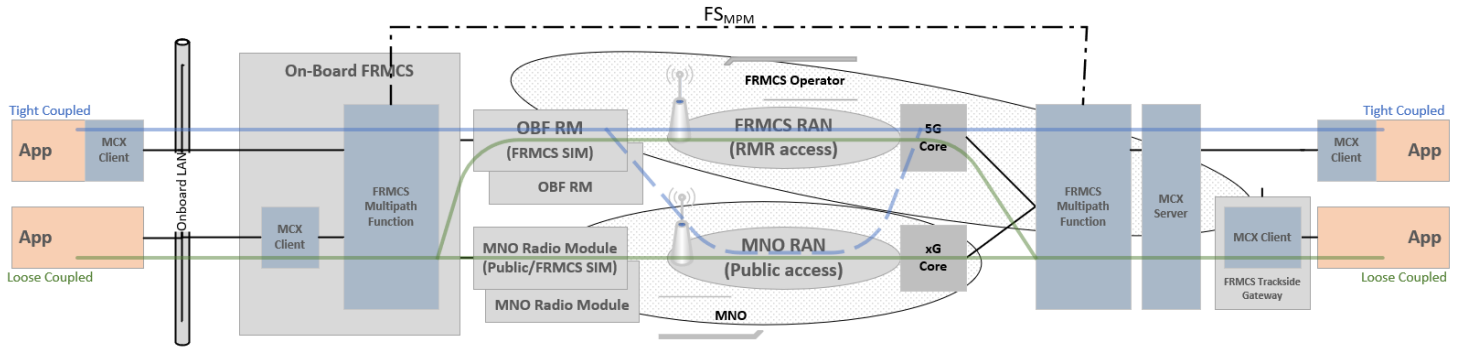 FSMPM
On-Board FRMCS
FRMCS Operator
Tight Coupled
Tight Coupled
App
MCX
Client
Onboard LAN
OBF RM
(FRMCS SIM)
OBF RM
FRMCS RAN
(RMR access)
5G
Core
MCX
Client
App
FRMCS
Multipath
Function
FRMCS
Multipath
Function
MCX
Server
App
MCX
Client
MNO Radio Module
(Public/FRMCS SIM)
MNO Radio Module
MNO RAN
(Public access)
xG
Core
MCX Client
FRMCS Trackside
Gateway
App
Loose Coupled
Loose Coupled
MNO